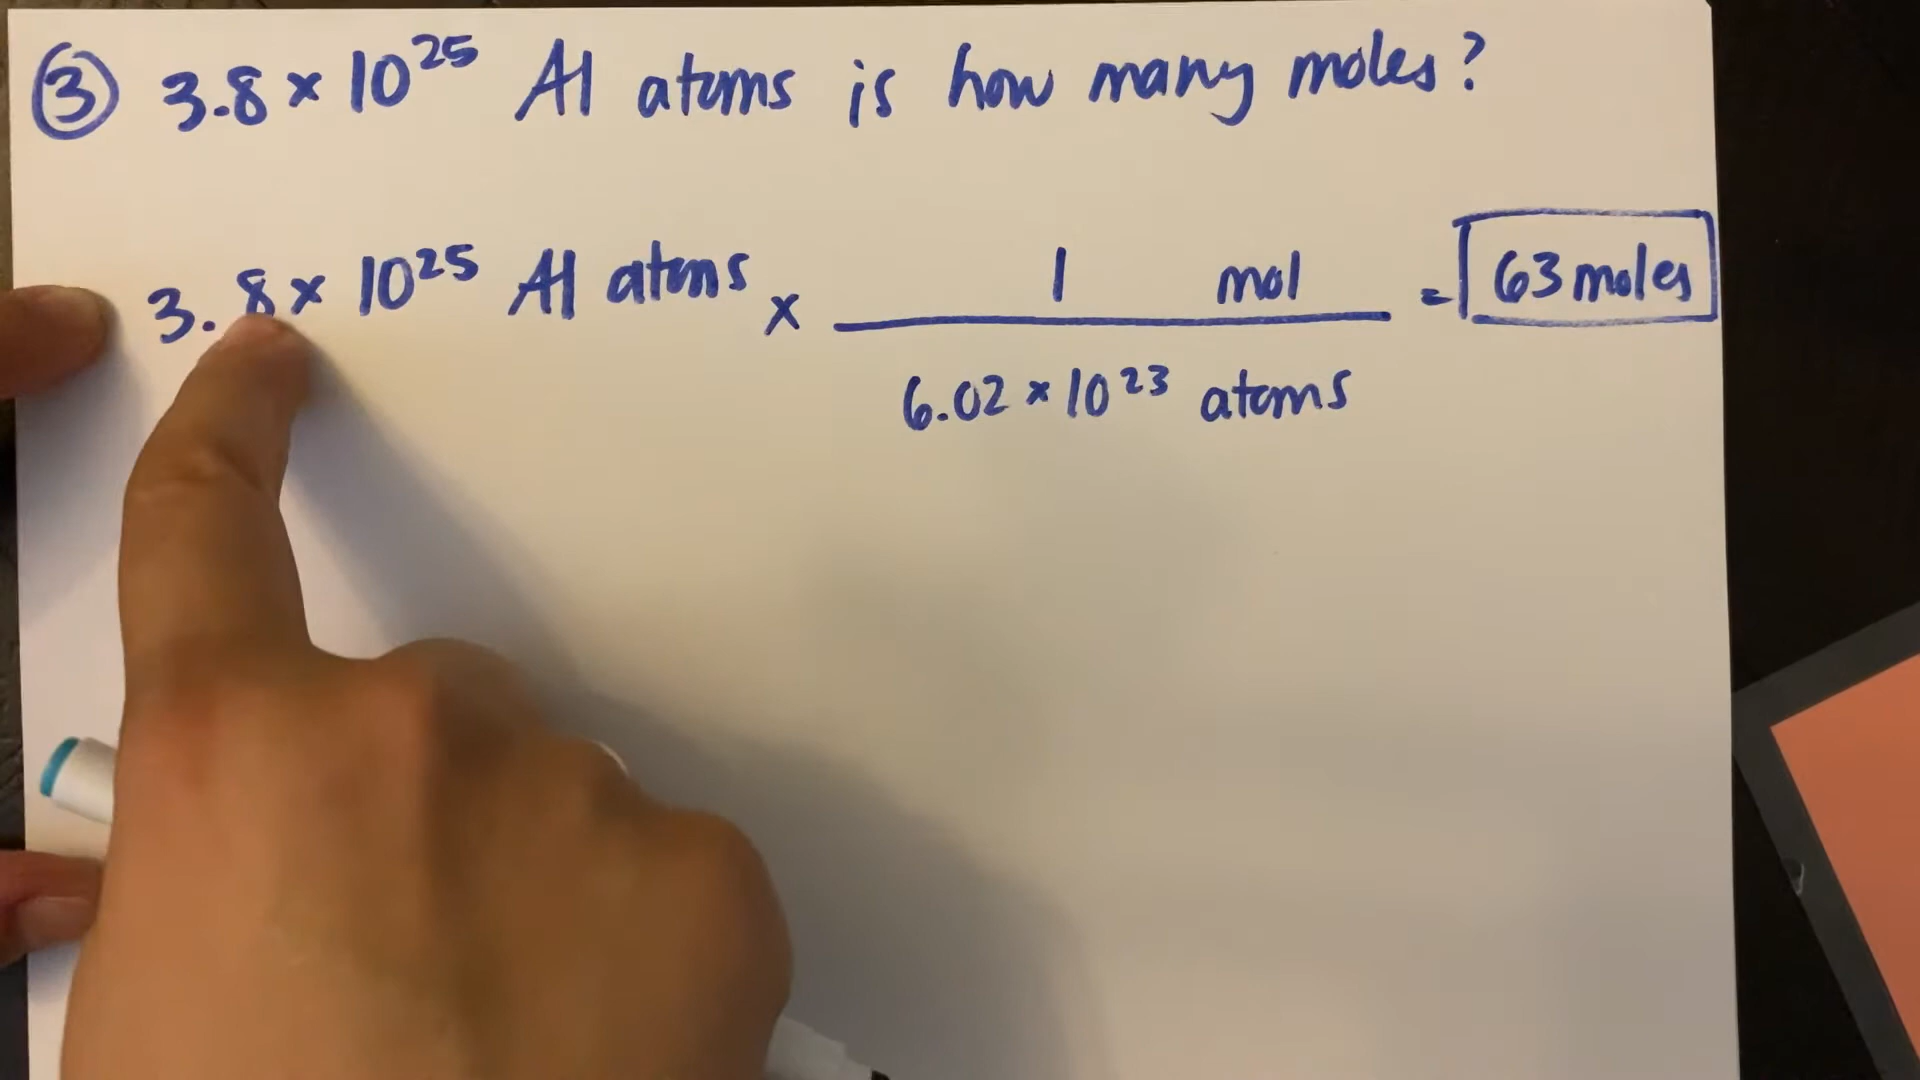 ③ 3.8 × 10²⁵ Al atoms is how many moles?
3.8 × 10²⁵ Al atoms × 1 mol = 63 moles
6.02 × 10²³ atoms